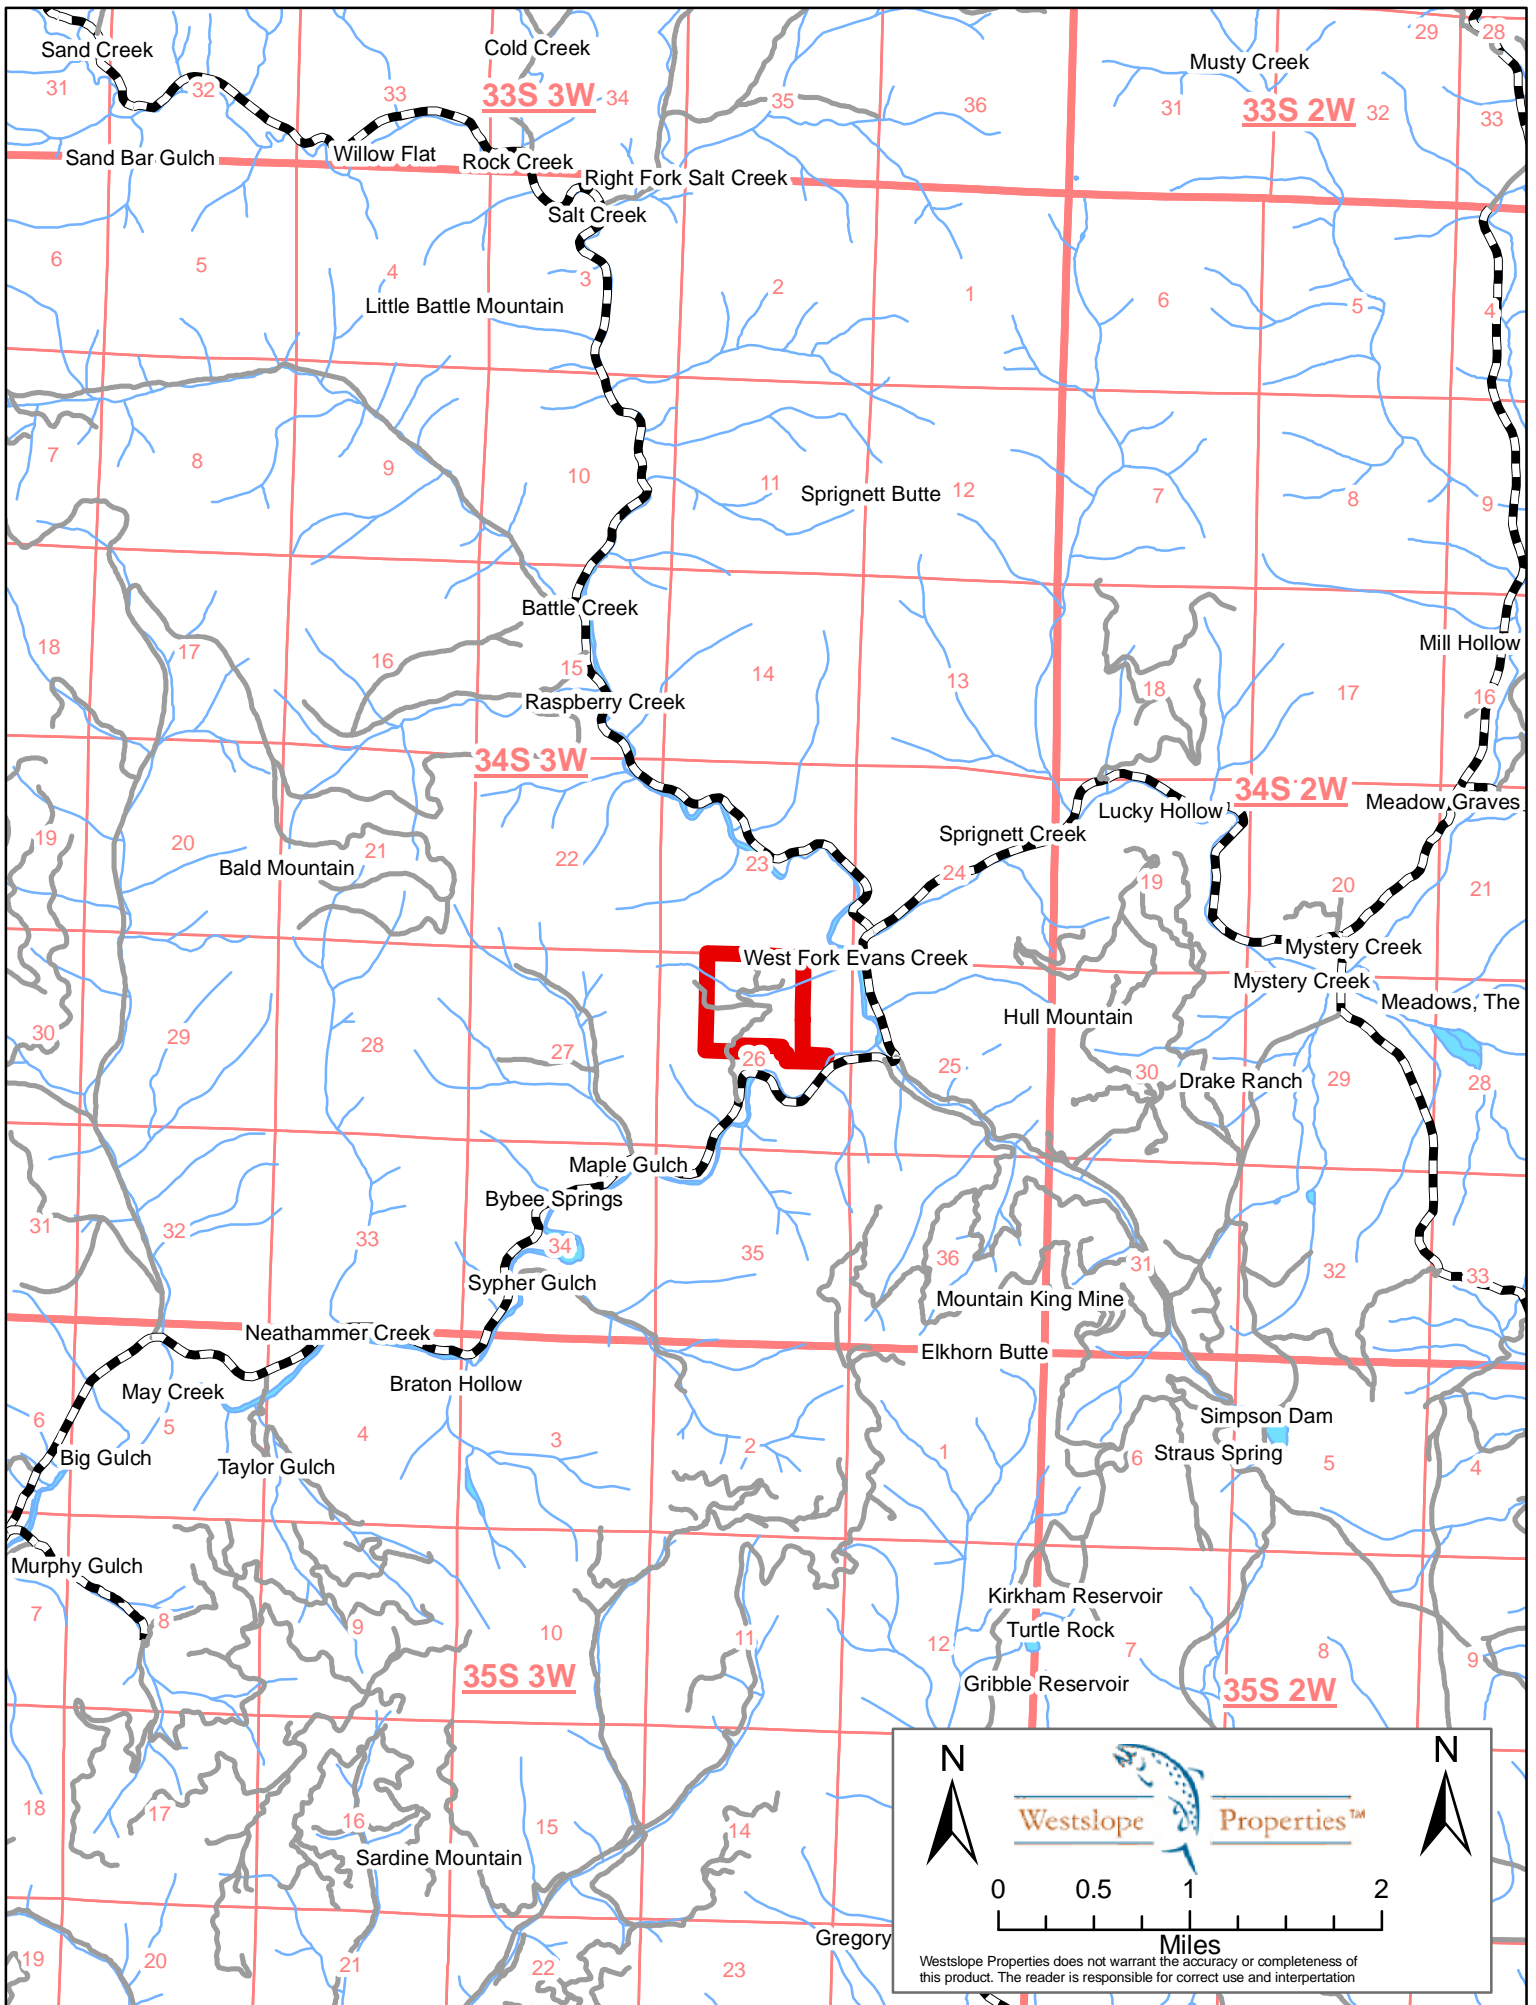 Sand Creek
Cold Creek
29
28
Musty Creek
31
32
33
33S 3W
34
35
36
31
33S 2W
32
33
Sand Bar Gulch
Willow Flat
Rock Creek
Right Fork Salt Creek
Salt Creek
6
5
4
3
2
1
6
5
4
Little Battle Mountain
7
8
9
10
11
Sprignett Butte
12
7
8
9
Battle Creek
Mill Hollow
18
17
16
15
14
13
18
17
16
Raspberry Creek
34S 3W
34S 2W
Lucky Hollow
Meadow Graves
Sprignett Creek
19
20
21
22
23
24
19
20
21
Bald Mountain
Mystery Creek
West Fork Evans Creek
Mystery Creek
Meadows, The
Hull Mountain
30
29
28
27
26
25
30
Drake Ranch
29
28
Maple Gulch
Bybee Springs
31
32
33
34
35
36
31
32
33
Sypher Gulch
Mountain King Mine
Neathammer Creek
Elkhorn Butte
May Creek
Braton Hollow
Simpson Dam
6
5
4
3
2
1
6
Straus Spring
5
4
Big Gulch
Taylor Gulch
Murphy Gulch
Kirkham Reservoir
7
8
9
10
11
12
Turtle Rock
7
8
9
35S 3W
Gribble Reservoir
35S 2W
18
17
16
15
14
Sardine Mountain
19
20
21
22
23
Gregory
N
N
Westslope Properties™
0 0.5 1 2
Miles
Westslope Properties does not warrant the accuracy or completeness of
this product. The reader is responsible for correct use and interpertation